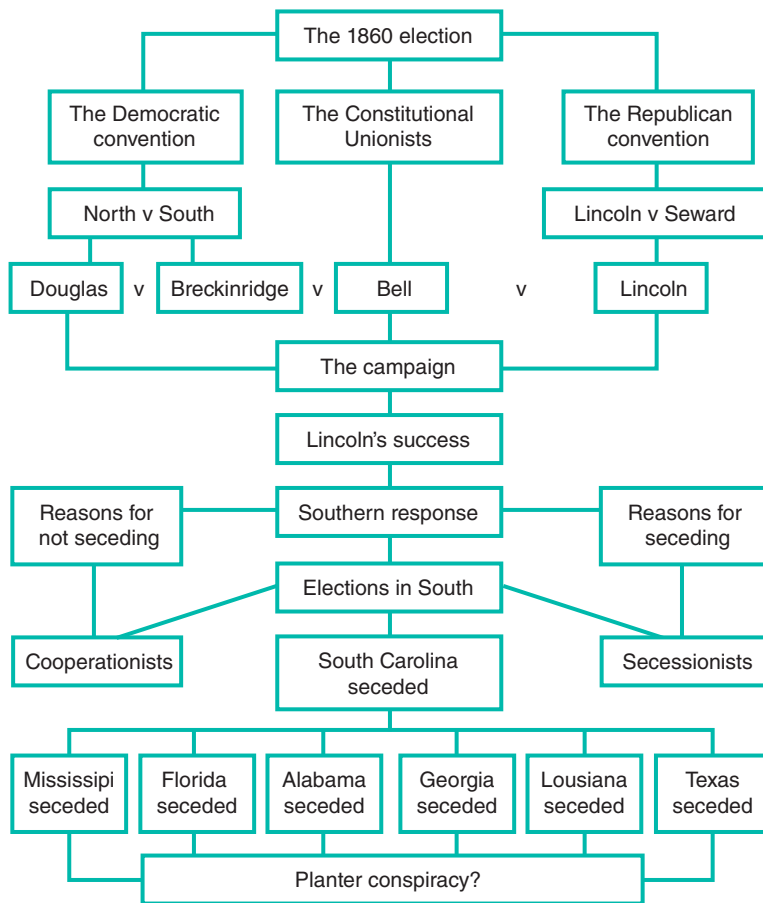 The 1860 election
The Democratic
convention
The Constitutional
Unionists
The Republican
convention
North v South
Lincoln v Seward
Douglas v Breckinridge v Bell v Lincoln
The campaign
Lincoln's success
Reasons for
not seceding
Southern response
Reasons for
seceding
Elections in South
Cooperationists
South Carolina
seceded
Secessionists
Mississipi
seceded
Florida
seceded
Alabama
seceded
Georgia
seceded
Lousiana
seceded
Texas
seceded
Planter conspiracy?